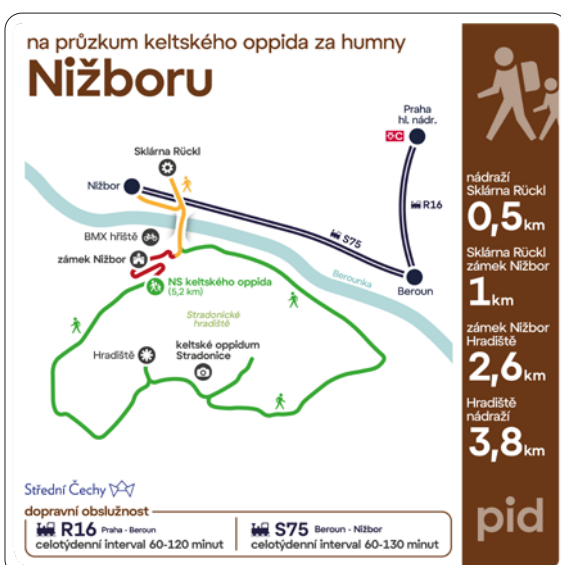 na průzkum keltského oppida za humny
Nižboru
Praha
hl. nádr.
C
Sklárna Rückl
Nižbor
R16
BMX hřiště
S75
zámek Nižbor
Berounka
Beroun
NS keltského oppida
(5,2 km)
Stradonické
hradiště
keltské oppidum
Stradonice
Hradiště
nádraží
Sklárna Rückl
0,5km
Sklárna Rückl
zámek Nižbor
1km
zámek Nižbor
Hradiště
2,6km
Hradiště
nádraží
3,8km
pid
Střední Čechy
dopravní obslužnost
R16 Praha - Beroun
celotýdenní interval 60-120 minut
S75 Beroun - Nižbor
celotýdenní interval 60-130 minut